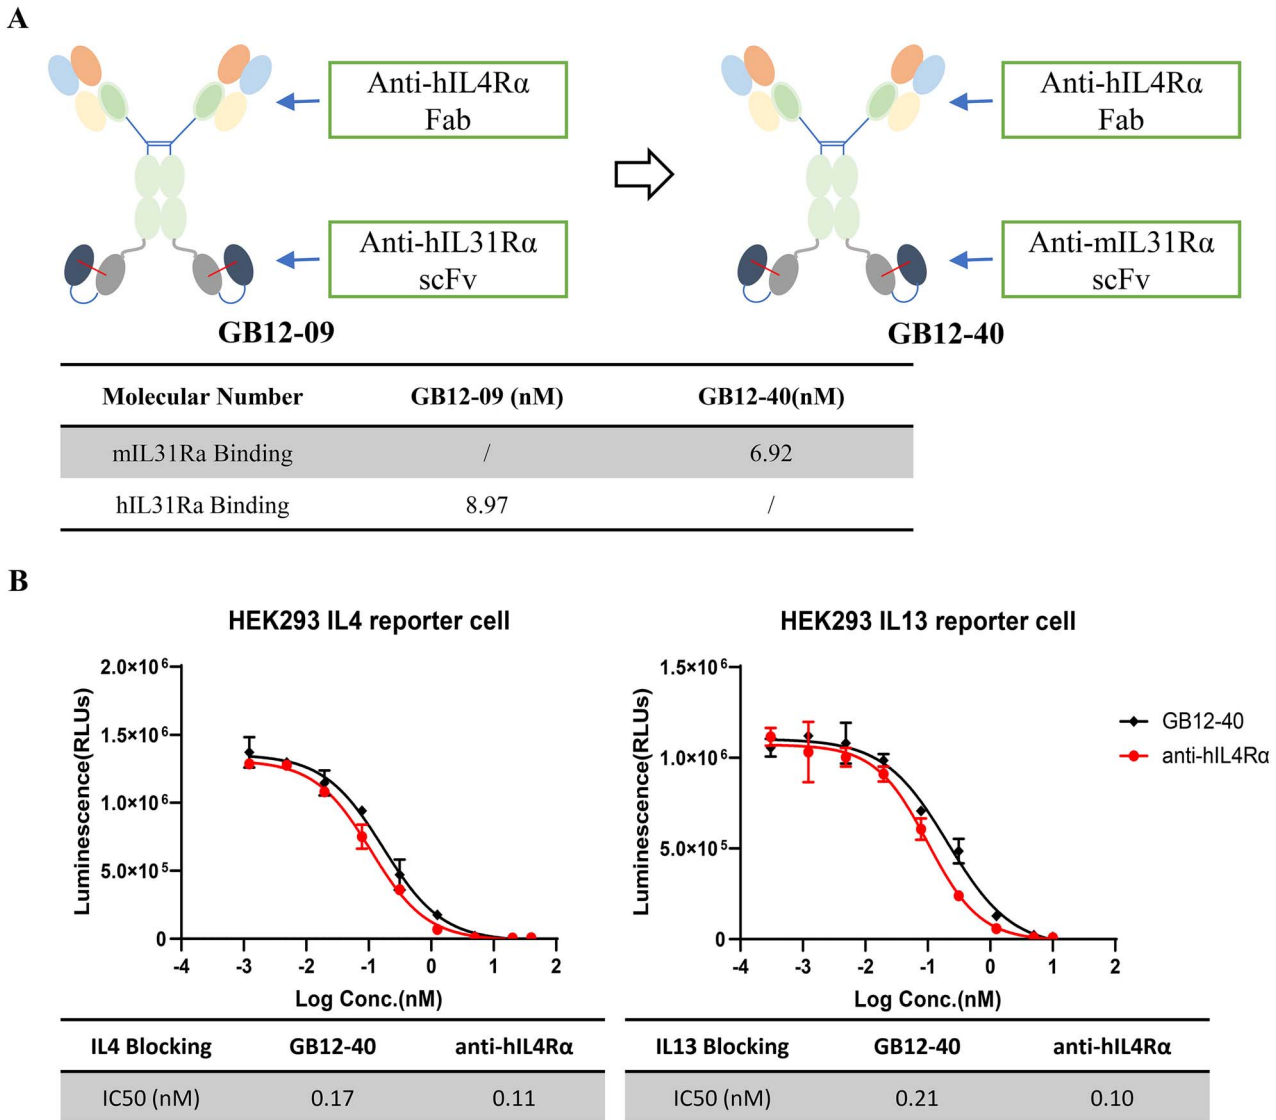 A
Anti-hIL4Rα
Fab
Anti-hIL4Rα
Fab
Anti-hIL31Rα
scFv
Anti-mIL31Rα
scFv
GB12-09
GB12-40
Molecular Number GB12-09 (nM) GB12-40(nM)
mIL31Ra Binding / 6.92
hIL31Ra Binding 8.97 /
B
HEK293 IL4 reporter cell
2.0×10⁶
1.5×10⁶
1.0×10⁶
5.0×10⁵
0
Luminescence(RLUs)
-4 -3 -2 -1 0 1 2
Log Conc.(nM)
HEK293 IL13 reporter cell
1.5×10⁶
1.0×10⁶
5.0×10⁵
0
Luminescence(RLUs)
-4 -3 -2 -1 0 1 2
Log Conc.(nM)
GB12-40
anti-hIL4Rα
IL4 Blocking GB12-40 anti-hIL4Rα
IC50 (nM) 0.17 0.11
IL13 Blocking GB12-40 anti-hIL4Rα
IC50 (nM) 0.21 0.10